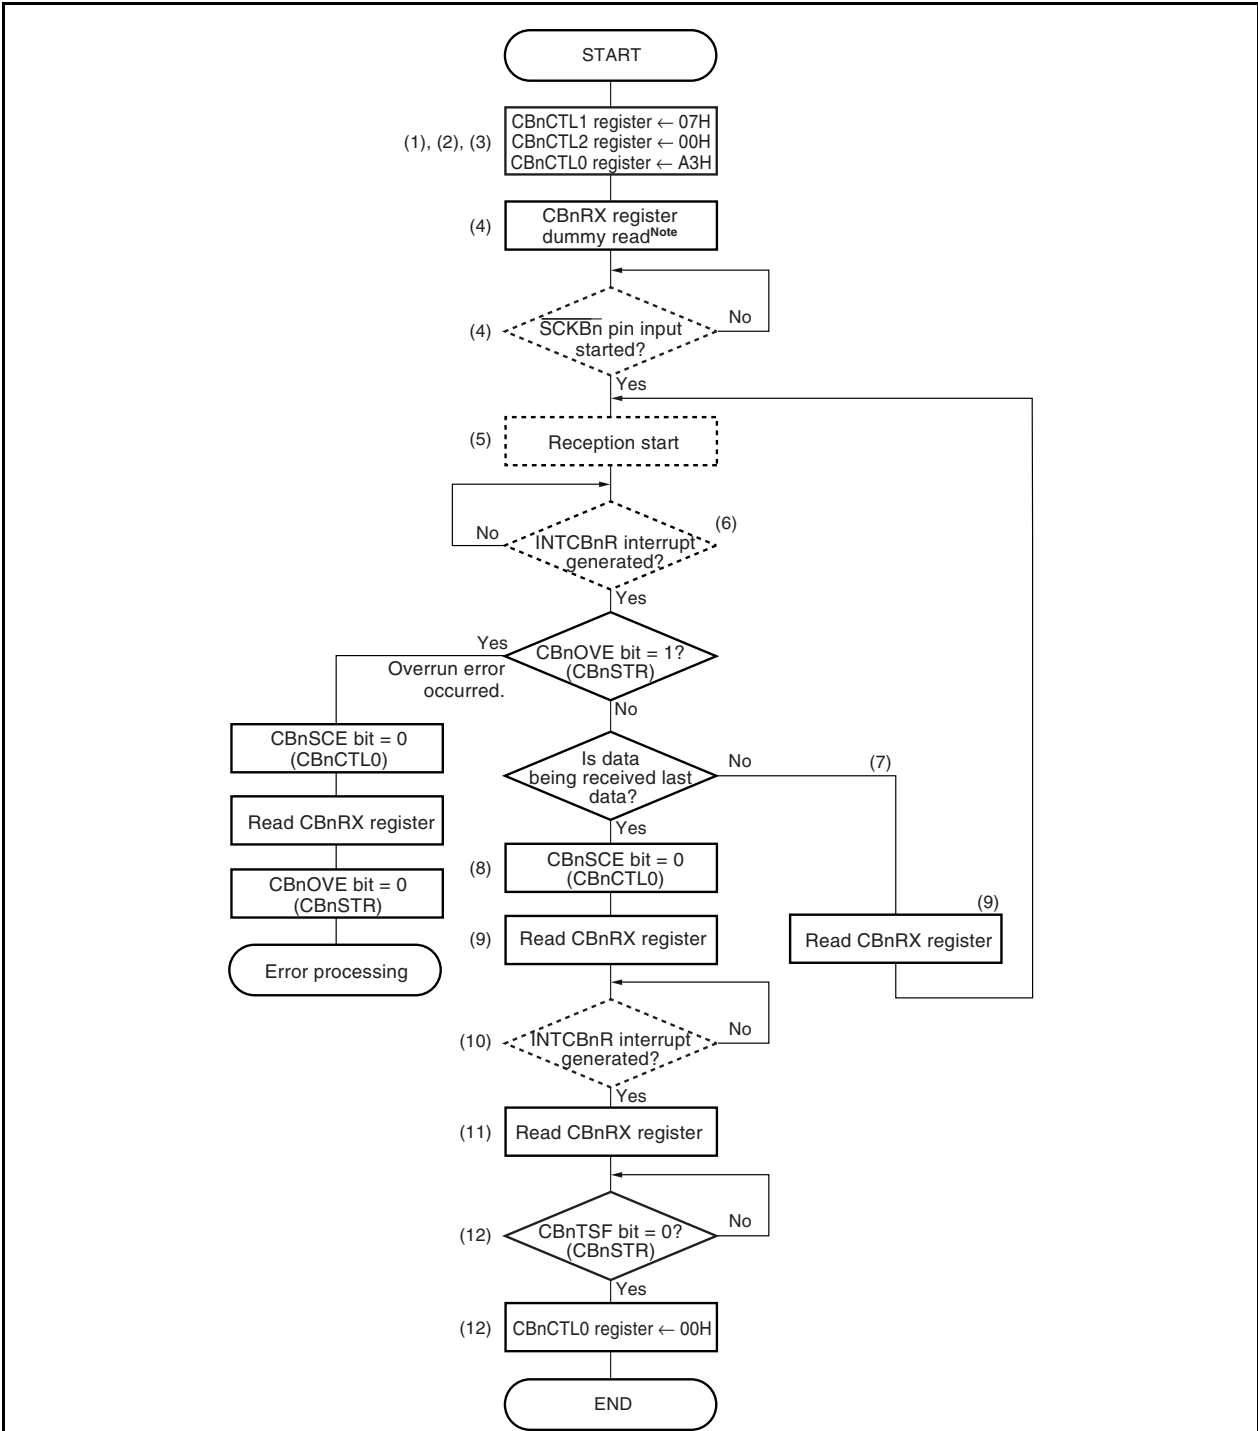 START
(1), (2), (3)
CBnCTL1 register ← 07H
CBnCTL2 register ← 00H
CBnCTL0 register ← A3H
(4)
CBnRX register
dummy readNote
(4)
SCKBn pin input
started?
No
Yes
(5)
Reception start
(6)
No
INTCBnR interrupt
generated?
Yes
Yes
CBnOVE bit = 1?
(CBnSTR)
Overrun error
occurred.
No
CBnSCE bit = 0
(CBnCTL0)
Read CBnRX register
CBnOVE bit = 0
(CBnSTR)
Error processing
Is data
being received last
data?
No
(7)
Yes
(8)
CBnSCE bit = 0
(CBnCTL0)
(9)
Read CBnRX register
(9)
Read CBnRX register
(10)
INTCBnR interrupt
generated?
No
Yes
(11)
Read CBnRX register
(12)
CBnTSF bit = 0?
(CBnSTR)
No
Yes
(12)
CBnCTL0 register ← 00H
END